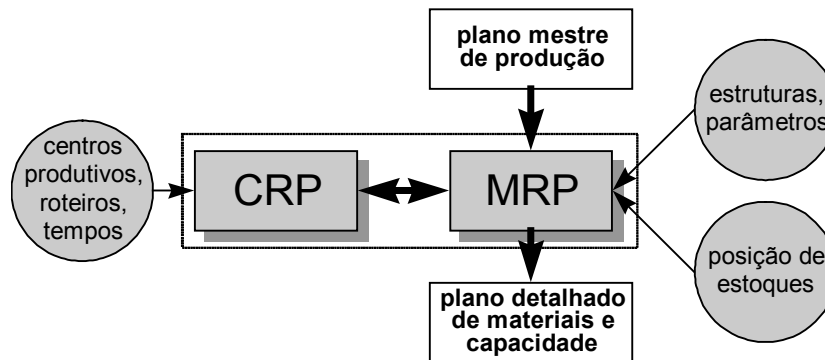 plano mestre
de produção
estruturas,
parâmetros
centros
produtivos,
roteiros,
tempos
CRP
MRP
posição de
estoques
plano detalhado
de materiais e
capacidade